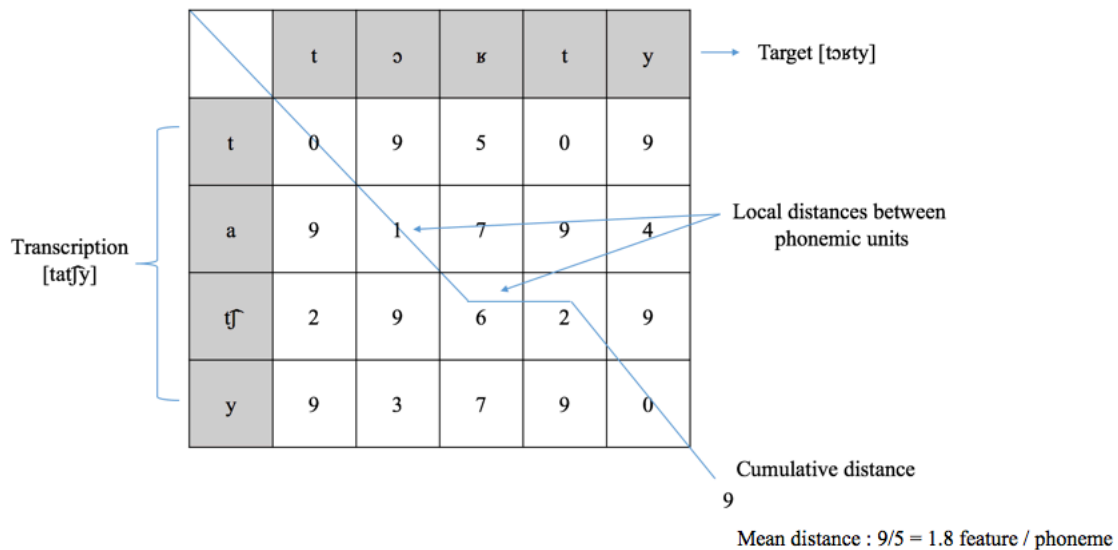 t ɔ ʁ t y
Target [tɔʁty]
t 0 9 5 0 9
a 9 1 7 9 4
t͡ʃ 2 9 6 2 9
y 9 3 7 9 0
Transcription
[tat͡ʃy]
Local distances between
phonemic units
Cumulative distance
9
Mean distance : 9/5 = 1.8 feature / phoneme